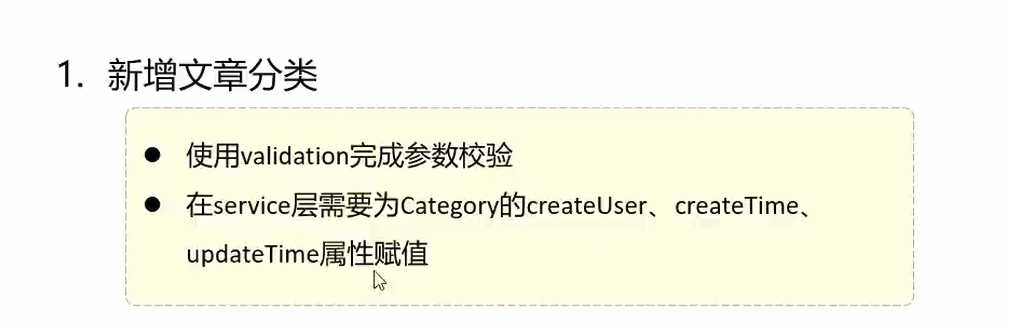 1. 新增文章分类
● 使用validation完成参数校验
● 在service层需要为Category的createUser、createTime、
updateTime属性赋值